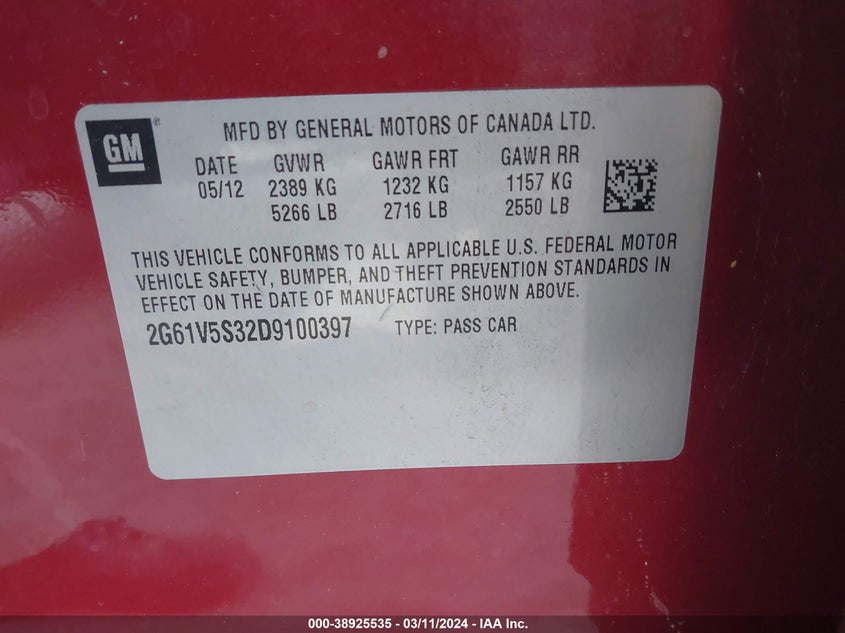 GM
MFD BY GENERAL MOTORS OF CANADA LTD.
DATE GVWR GAWR FRT GAWR RR
05/12 2389 KG 1232 KG 1157 KG
5266 LB 2716 LB 2550 LB
THIS VEHICLE CONFORMS TO ALL APPLICABLE U.S. FEDERAL MOTOR
VEHICLE SAFETY, BUMPER, AND THEFT PREVENTION STANDARDS IN
EFFECT ON THE DATE OF MANUFACTURE SHOWN ABOVE.
2G61V5S32D9100397 TYPE: PASS CAR
000-38925535 - 03/11/2024 - IAA Inc.